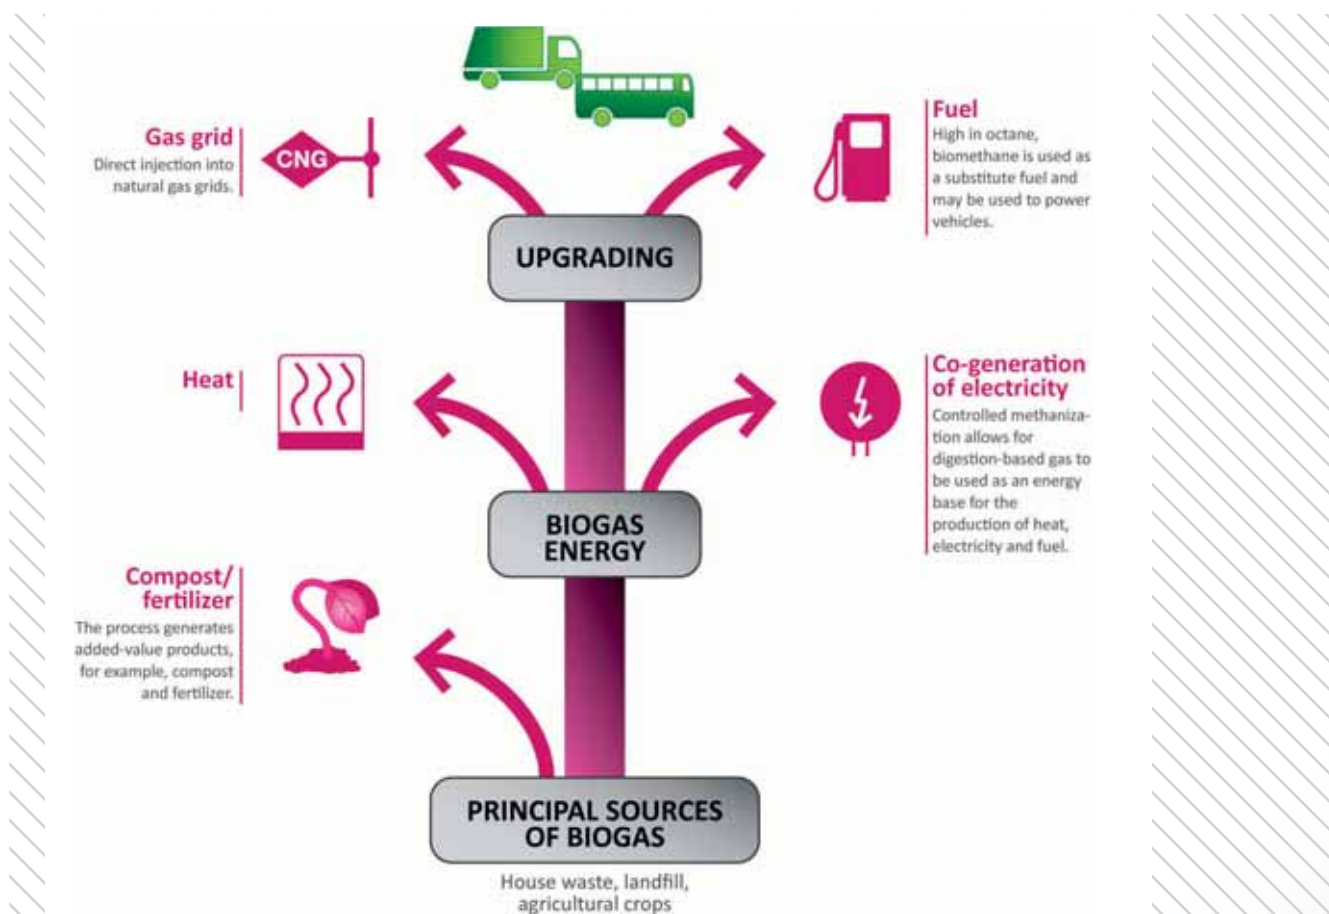 Gas grid
Direct injection into
natural gas grids.
CNG
Fuel
High in octane,
biomethane is used as
a substitute fuel and
may be used to power
vehicles.
UPGRADING
Heat
Co-generation
of electricity
Controlled methaniza-
tion allows for
digestion-based gas to
be used as an energy
base for the
production of heat,
electricity and fuel.
BIOGAS
ENERGY
Compost/
fertilizer
The process generates
added-value products,
for example, compost
and fertilizer.
PRINCIPAL SOURCES
OF BIOGAS
House waste, landfill,
agricultural crops